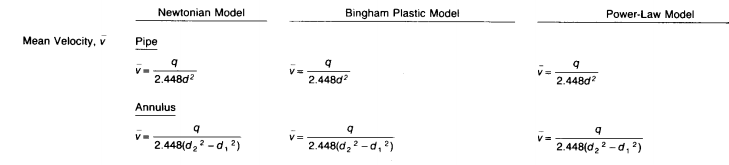 Newtonian Model Bingham Plastic Model Power-Law Model
Mean Velocity, v̄ Pipe
v̄ = q / 2.448d² v̄ = q / 2.448d² v̄ = q / 2.448d²
Annulus
v̄ = q / 2.448(d₂² − d₁²) v̄ = q / 2.448(d₂² − d₁²) v̄ = q / 2.448(d₂² − d₁²)